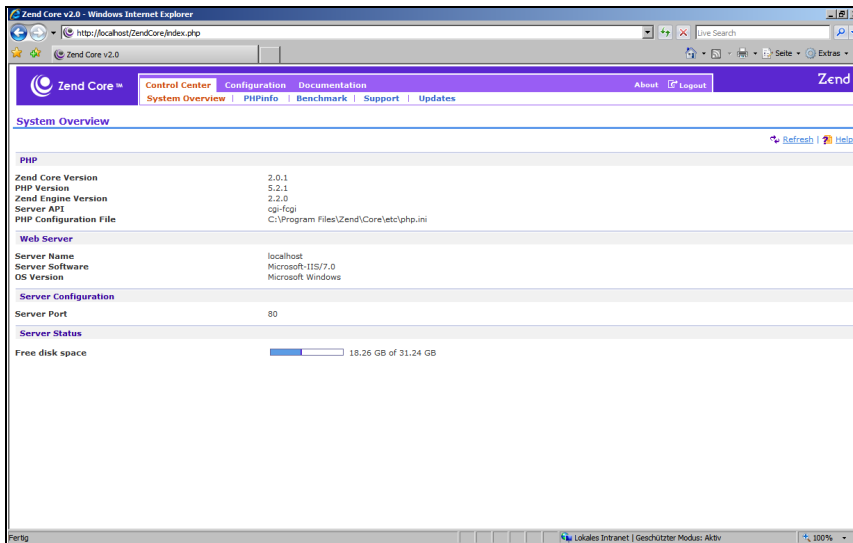 Zend Core v2.0 - Windows Internet Explorer
http://localhost/ZendCore/index.php
Live Search
Zend Core v2.0
Seite
Extras
Zend Core TM
Control Center Configuration Documentation
About Logout
Zend
System Overview | PHPinfo | Benchmark | Support | Updates
System Overview
Refresh | Help
PHP
Zend Core Version 2.0.1
PHP Version 5.2.1
Zend Engine Version 2.2.0
Server API cgi-fcgi
PHP Configuration File C:\Program Files\Zend\Core\etc\php.ini
Web Server
Server Name localhost
Server Software Microsoft-IIS/7.0
OS Version Microsoft Windows
Server Configuration
Server Port 80
Server Status
Free disk space 18.26 GB of 31.24 GB
Fertig
Lokales Intranet | Geschützter Modus: Aktiv
100%